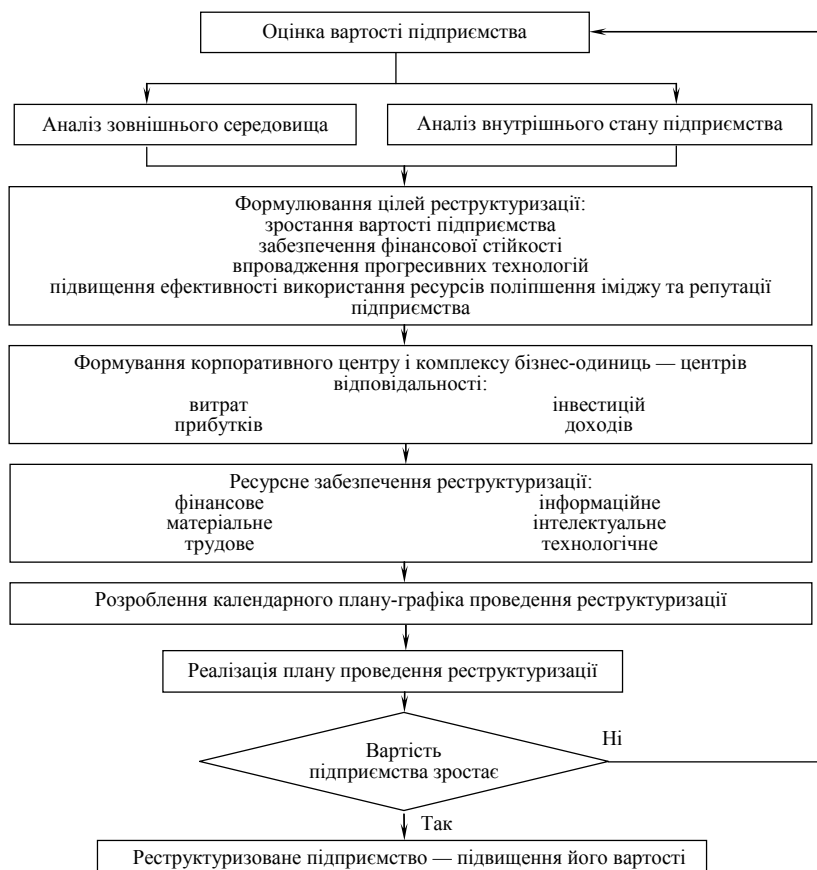 Оцінка вартості підприємства
Аналіз зовнішнього середовища
Аналіз внутрішнього стану підприємства
Формулювання цілей реструктуризації:
зростання вартості підприємства
забезпечення фінансової стійкості
впровадження прогресивних технологій
підвищення ефективності використання ресурсів поліпшення іміджу та репутації
підприємства
Формування корпоративного центру і комплексу бізнес-одиниць — центрів
відповідальності:
витрат інвестицій
прибутків доходів
Ресурсне забезпечення реструктуризації:
фінансове інформаційне
матеріальне інтелектуальне
трудове технологічне
Розроблення календарного плану-графіка проведення реструктуризації
Реалізація плану проведення реструктуризації
Вартість
підприємства зростає
Ні
Так
Реструктуризоване підприємство — підвищення його вартості